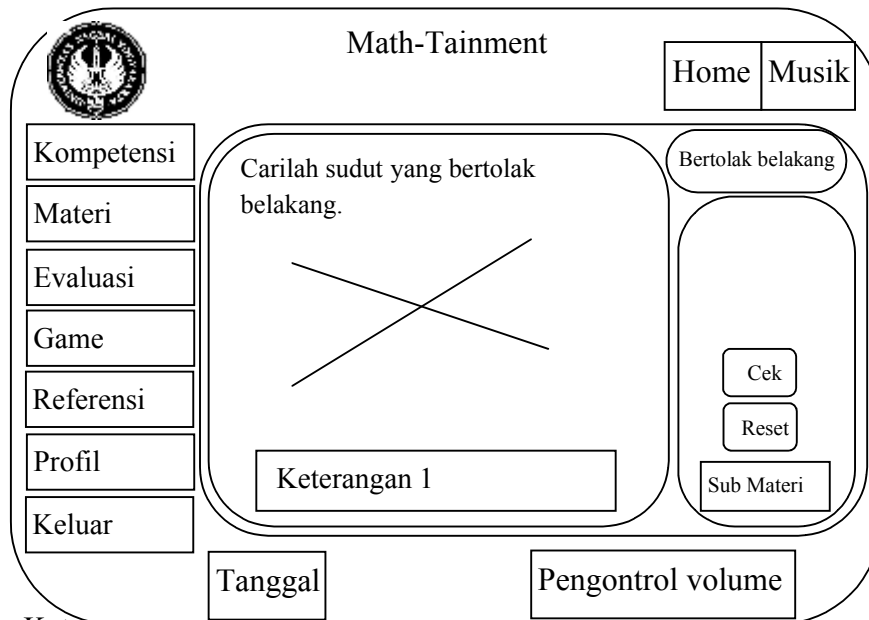 Math-Tainment
Home
Musik
Kompetensi
Materi
Evaluasi
Game
Referensi
Profil
Keluar
Carilah sudut yang bertolak
belakang.
Keterangan 1
Bertolak belakang
Cek
Reset
Sub Materi
Tanggal
Pengontrol volume